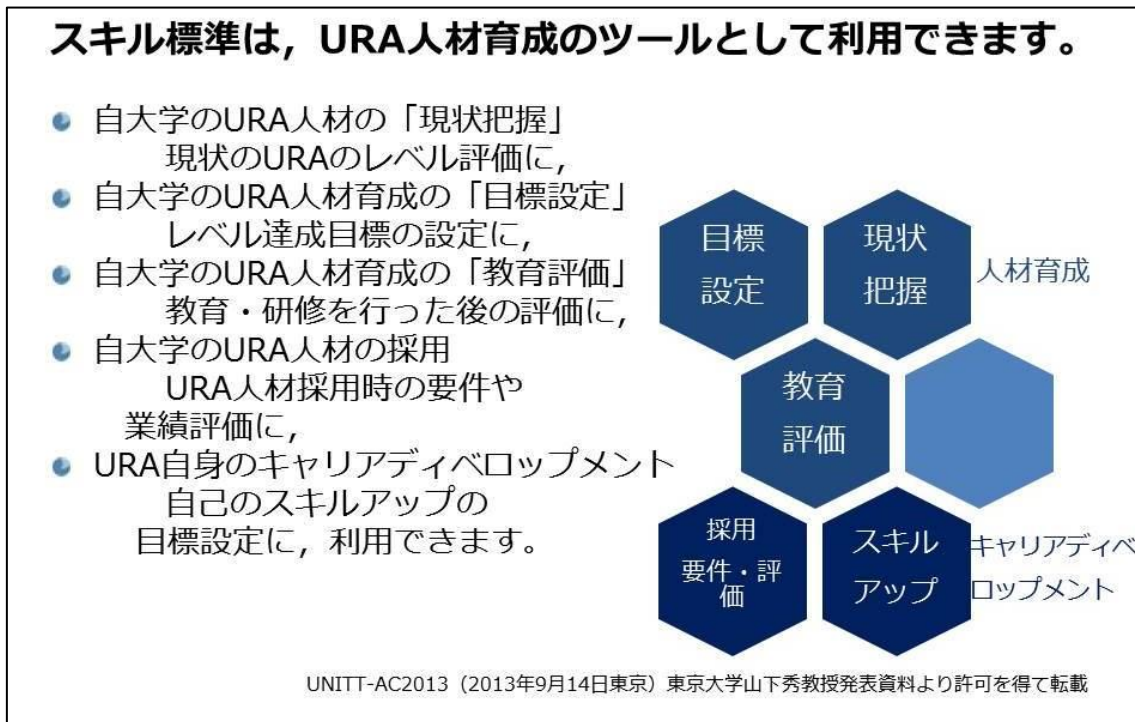 スキル標準は，URA人材育成のツールとして利用できます。
自大学のURA人材の「現状把握」
現状のURAのレベル評価に，
自大学のURA人材育成の「目標設定」
レベル達成目標の設定に，
自大学のURA人材育成の「教育評価」
教育・研修を行った後の評価に，
自大学のURA人材の採用
URA人材採用時の要件や
業績評価に，
URA自身のキャリアディベロップメント
自己のスキルアップの
目標設定に，利用できます。
目標
設定
現状
把握
人材育成
教育
評価
採用
要件・評
価
スキル
アップ
キャリアディベ
ロップメント
UNITT-AC2013（2013年9月14日東京）東京大学山下秀教授発表資料より許可を得て転載